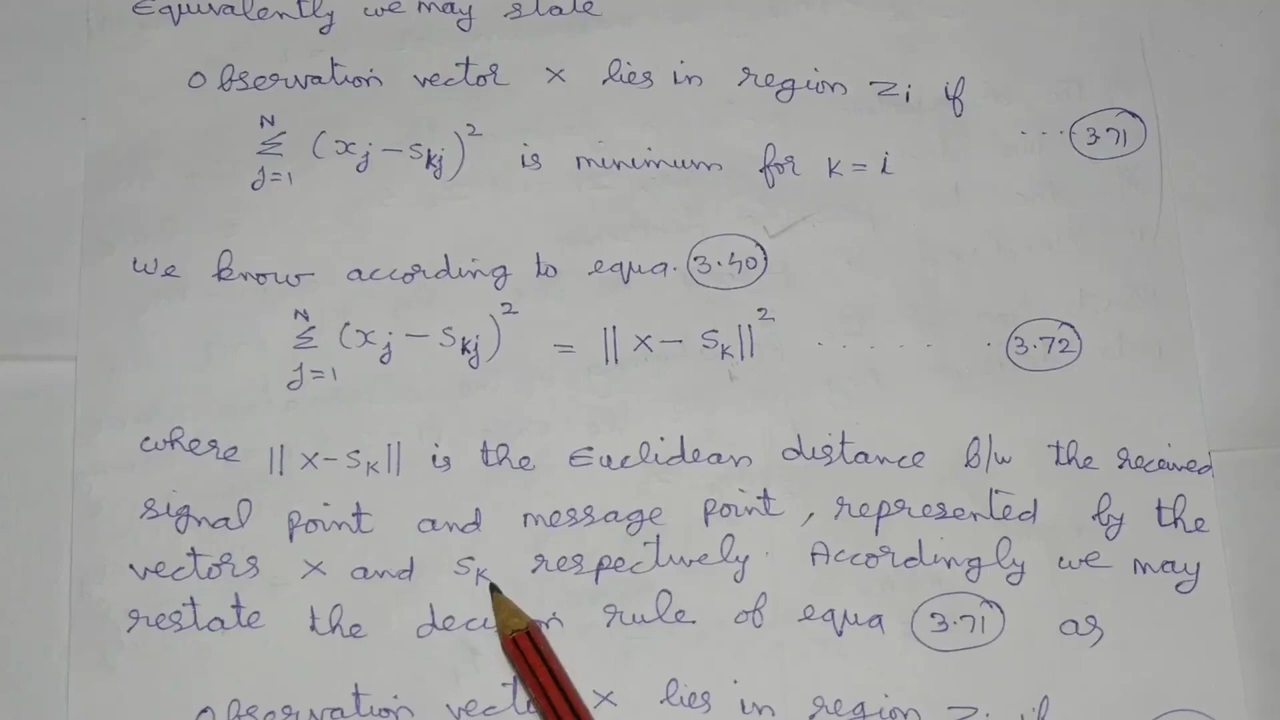 Equivalently we may state
Observation vector x lies in region Zi if
N
Σ (xj - skj)² is minimum for K = i ... 3.71
J=1
We know according to equa. 3.40
N
Σ (xj - skj)² = ||x - sK||² ....... 3.72
J=1
where ||x-sK|| is the Euclidean distance B/w the received
signal point and message point, represented by the
vectors x and sK respectively. Accordingly we may
restate the rule of equa 3.71 as
Observation x lies in region Zi if